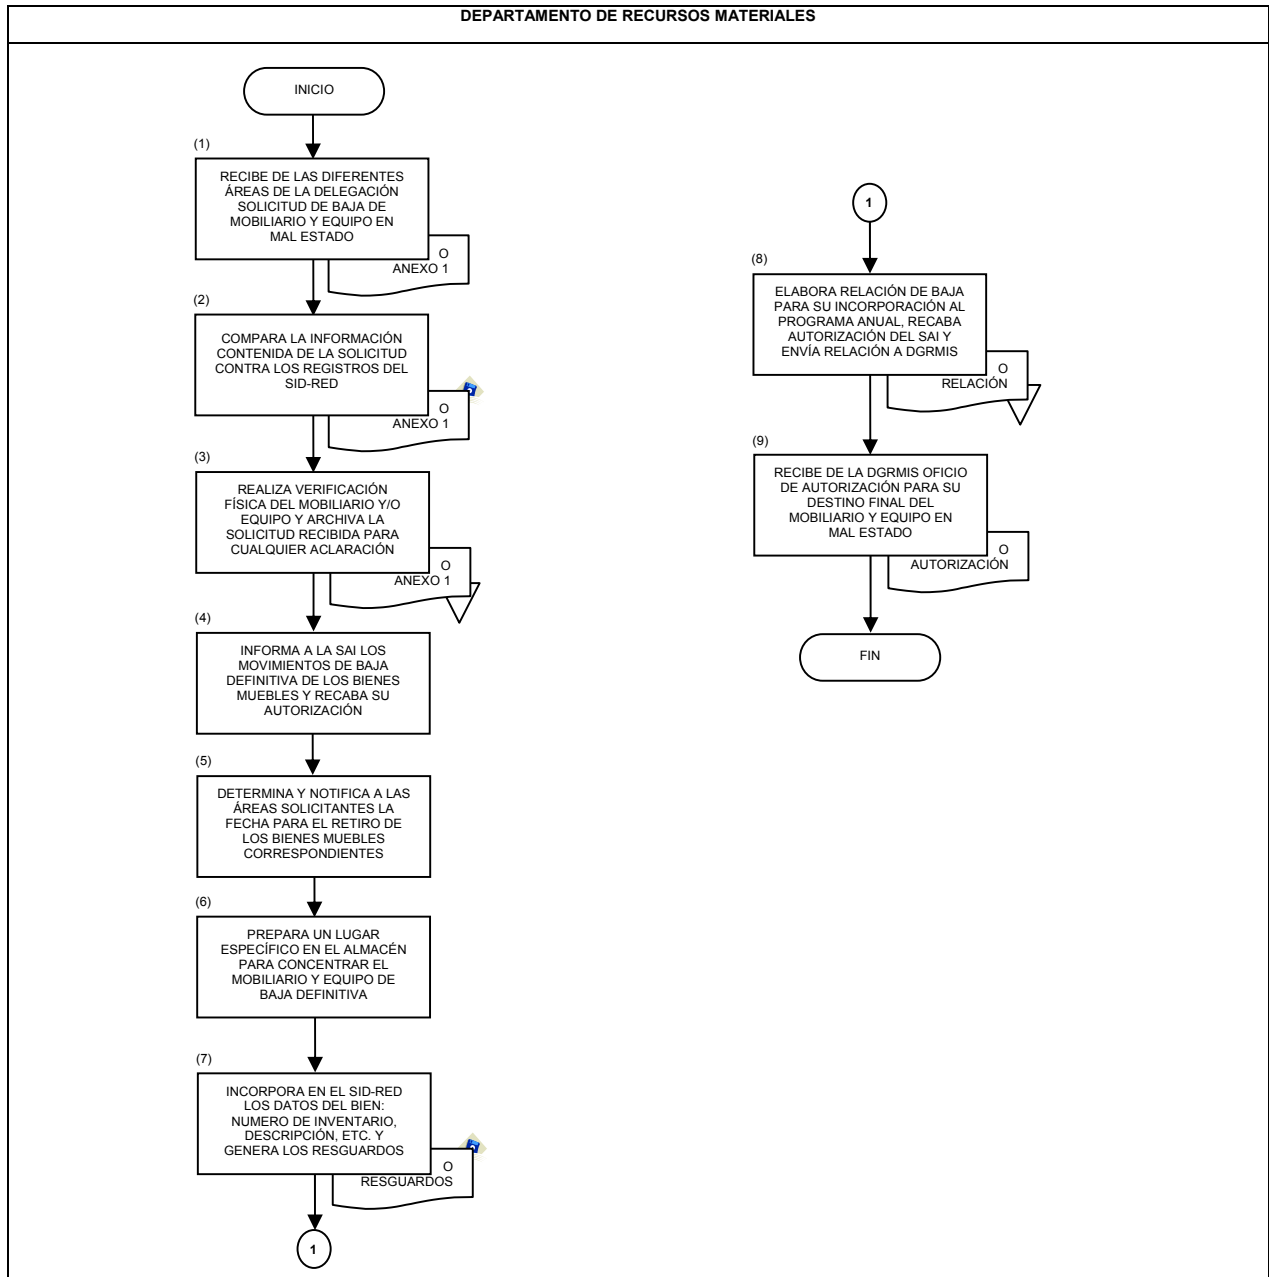 DEPARTAMENTO DE RECURSOS MATERIALES
INICIO
(1)
RECIBE DE LAS DIFERENTES
ÁREAS DE LA DELEGACIÓN
SOLICITUD DE BAJA DE
MOBILIARIO Y EQUIPO EN
MAL ESTADO
O
ANEXO 1
(2)
COMPARA LA INFORMACIÓN
CONTENIDA DE LA SOLICITUD
CONTRA LOS REGISTROS DEL
SID-RED
O
ANEXO 1
(3)
REALIZA VERIFICACIÓN
FÍSICA DEL MOBILIARIO Y/O
EQUIPO Y ARCHIVA LA
SOLICITUD RECIBIDA PARA
CUALQUIER ACLARACIÓN
O
ANEXO 1
(4)
INFORMA A LA SAI LOS
MOVIMIENTOS DE BAJA
DEFINITIVA DE LOS BIENES
MUEBLES Y RECABA SU
AUTORIZACIÓN
(5)
DETERMINA Y NOTIFICA A LAS
ÁREAS SOLICITANTES LA
FECHA PARA EL RETIRO DE
LOS BIENES MUEBLES
CORRESPONDIENTES
(6)
PREPARA UN LUGAR
ESPECÍFICO EN EL ALMACÉN
PARA CONCENTRAR EL
MOBILIARIO Y EQUIPO DE
BAJA DEFINITIVA
(7)
INCORPORA EN EL SID-RED
LOS DATOS DEL BIEN:
NUMERO DE INVENTARIO,
DESCRIPCIÓN, ETC. Y
GENERA LOS RESGUARDOS
O
RESGUARDOS
1
1
(8)
ELABORA RELACIÓN DE BAJA
PARA SU INCORPORACIÓN AL
PROGRAMA ANUAL, RECABA
AUTORIZACIÓN DEL SAI Y
ENVÍA RELACIÓN A DGRMIS
O
RELACIÓN
(9)
RECIBE DE LA DGRMIS OFICIO
DE AUTORIZACIÓN PARA SU
DESTINO FINAL DEL
MOBILIARIO Y EQUIPO EN
MAL ESTADO
O
AUTORIZACIÓN
FIN